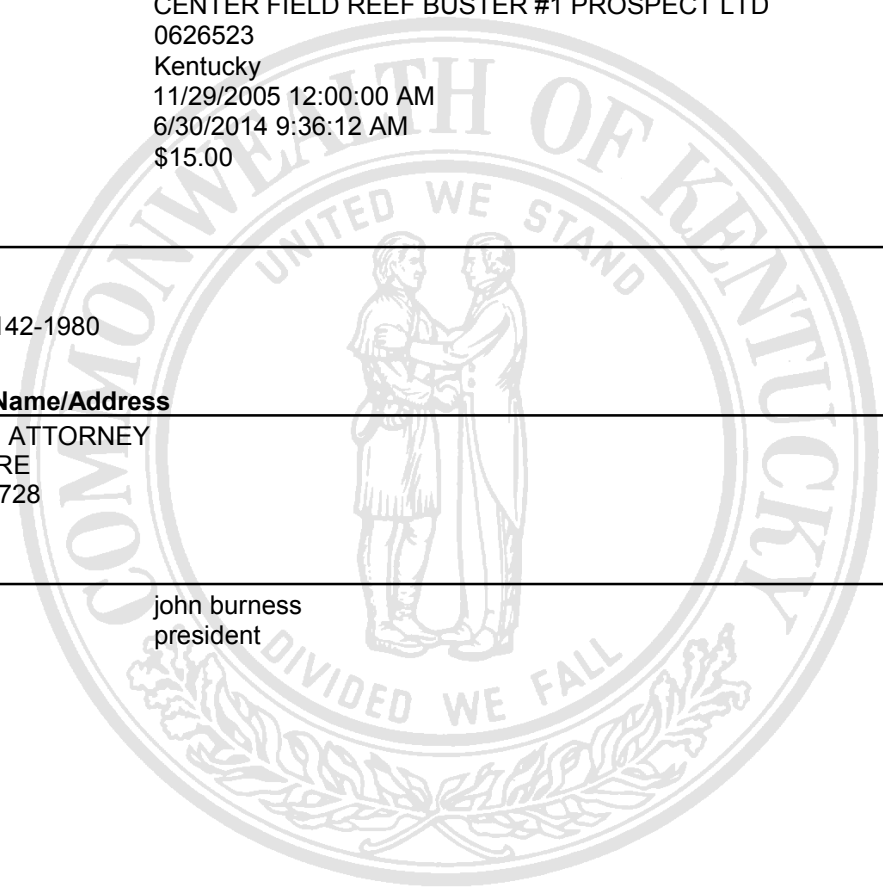 CENTER FIELD REEF BUSTER #1 PROSPECT LTD
0626523
Kentucky
11/29/2005 12:00:00 AM
6/30/2014 9:36:12 AM
$15.00
COMMONWEALTH OF KENTUCKY
UNITED WE STAND
142-1980
Name/Address
ATTORNEY
RE
728
john burness
president
DIVIDED WE FALL